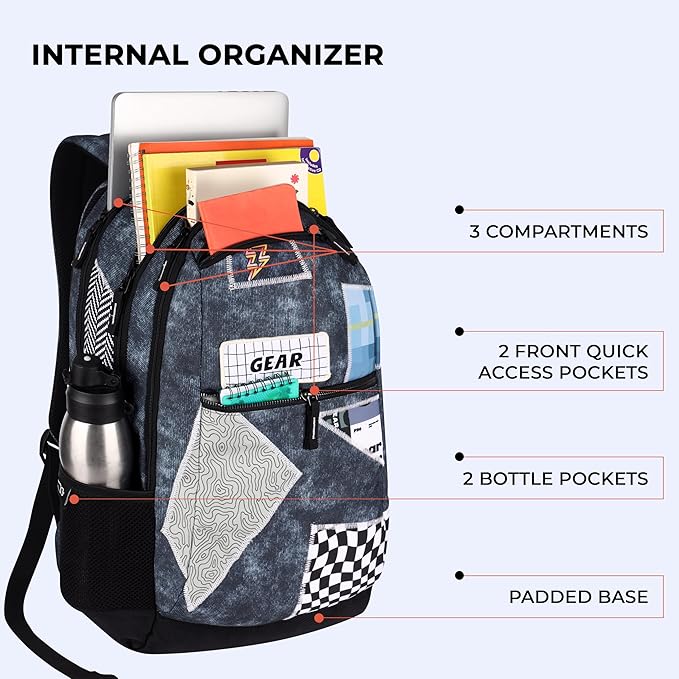 INTERNAL ORGANIZER
3 COMPARTMENTS
GEAR
2 FRONT QUICK
ACCESS POCKETS
2 BOTTLE POCKETS
PADDED BASE